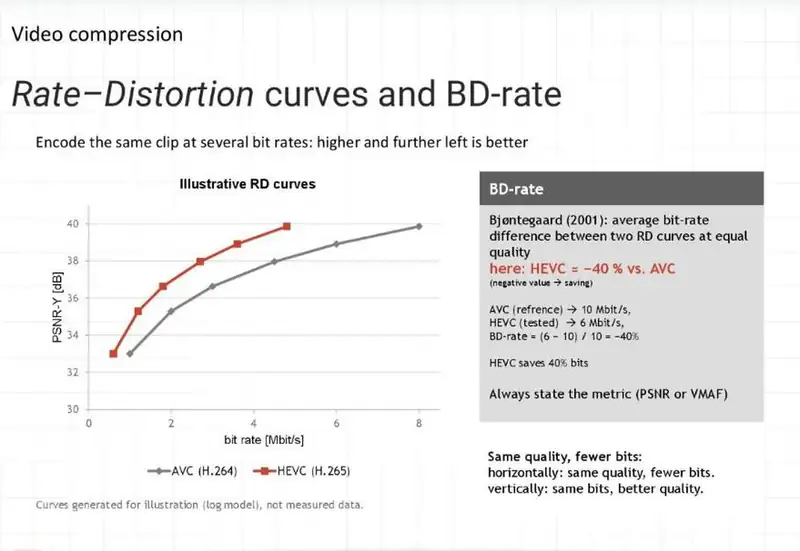 Video compression
Rate–Distortion curves and BD-rate
Encode the same clip at several bit rates: higher and further left is better
Illustrative RD curves
40
38
36
34
32
30
PSNR-Y [dB]
0 2 4 6 8
bit rate [Mbit/s]
AVC (H.264) HEVC (H.265)
Curves generated for illustration (log model), not measured data.
BD-rate
Bjøntegaard (2001): average bit-rate
difference between two RD curves at equal
quality
here: HEVC = −40 % vs. AVC
(negative value → saving)
AVC (refrence) → 10 Mbit/s,
HEVC (tested) → 6 Mbit/s,
BD-rate = (6 – 10) / 10 = -40%
HEVC saves 40% bits
Always state the metric (PSNR or VMAF)
Same quality, fewer bits:
horizontally: same quality, fewer bits.
vertically: same bits, better quality.